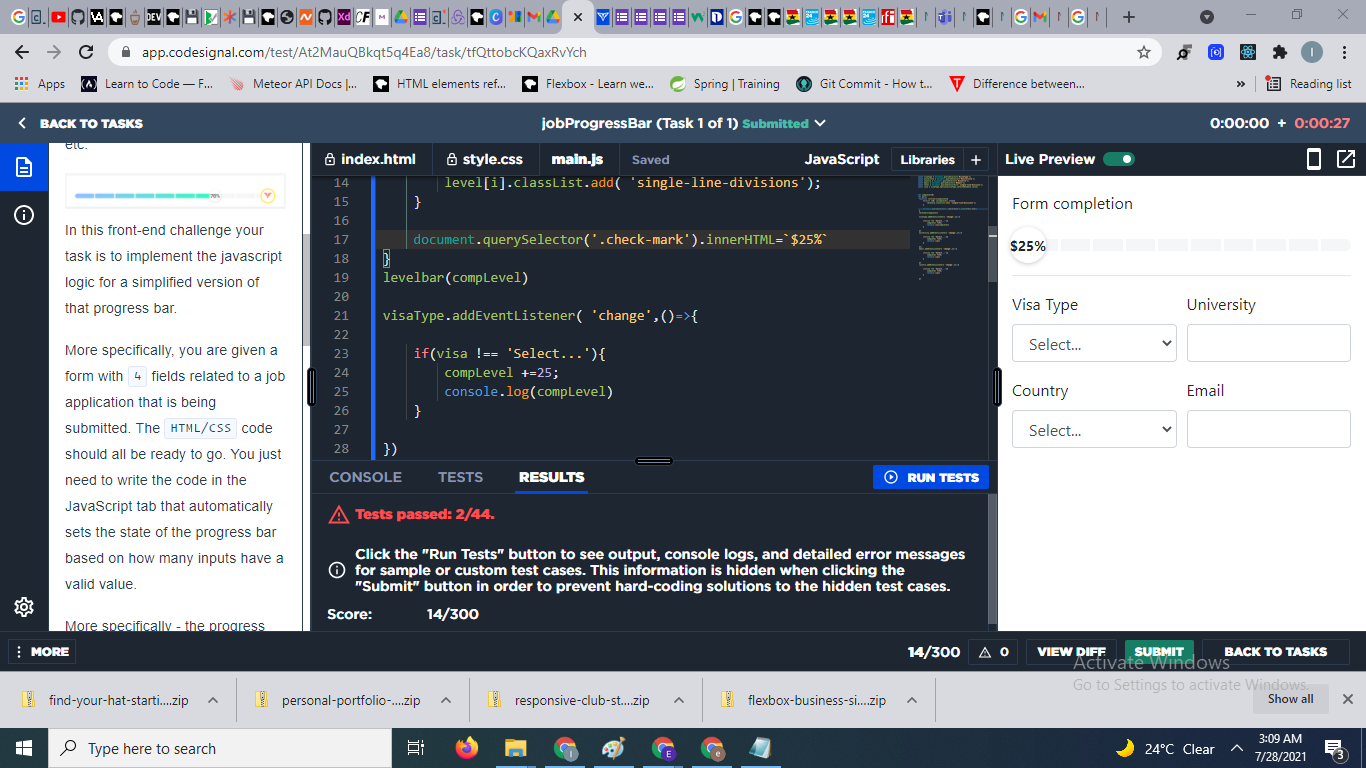 app.codesignal.com/test/At2MauQBkqt5q4Ea8/task/tfQttobcKQaxRvYch
Apps
Learn to Code — F...
Meteor API Docs |...
HTML elements ref...
Flexbox - Learn we...
Spring | Training
Git Commit - How t...
Difference between...
»
Reading list
BACK TO TASKS
jobProgressBar (Task 1 of 1) Submitted
0:00:00 + 0:00:27
etc.
70%
In this front-end challenge your
task is to implement the javascript
logic for a simplified version of
that progress bar.
More specifically, you are given a
form with 4 fields related to a job
application that is being
submitted. The HTML/CSS code
should all be ready to go. You just
need to write the code in the
JavaScript tab that automatically
sets the state of the progress bar
based on how many inputs have a
valid value.
More specifically - the progress
index.html
style.css
main.js
Saved
JavaScript
Libraries +
14 level[i].classList.add( 'single-line-divisions');
15 }
16
17 document.querySelector('.check-mark').innerHTML=`$25%`
18 }
19 levelbar(compLevel)
20
21 visaType.addEventListener( 'change',()=>{
22
23 if(visa !== 'Select...'){
24 compLevel +=25;
25 console.log(compLevel)
26 }
27
28 })
CONSOLE
TESTS
RESULTS
RUN TESTS
Tests passed: 2/44.
Click the "Run Tests" button to see output, console logs, and detailed error messages
for sample or custom test cases. This information is hidden when clicking the
"Submit" button in order to prevent hard-coding solutions to the hidden test cases.
Score: 14/300
Live Preview
Form completion
$25%
Visa Type
University
Select...
Country
Email
Select...
MORE
14/300
0
VIEW DIFF
SUBMIT
BACK TO TASKS
Activate Windows
Go to Settings to activate Windows.
find-your-hat-starti....zip
personal-portfolio-....zip
responsive-club-st....zip
flexbox-business-si....zip
Show all
Type here to search
24°C Clear
3:09 AM
7/28/2021
3